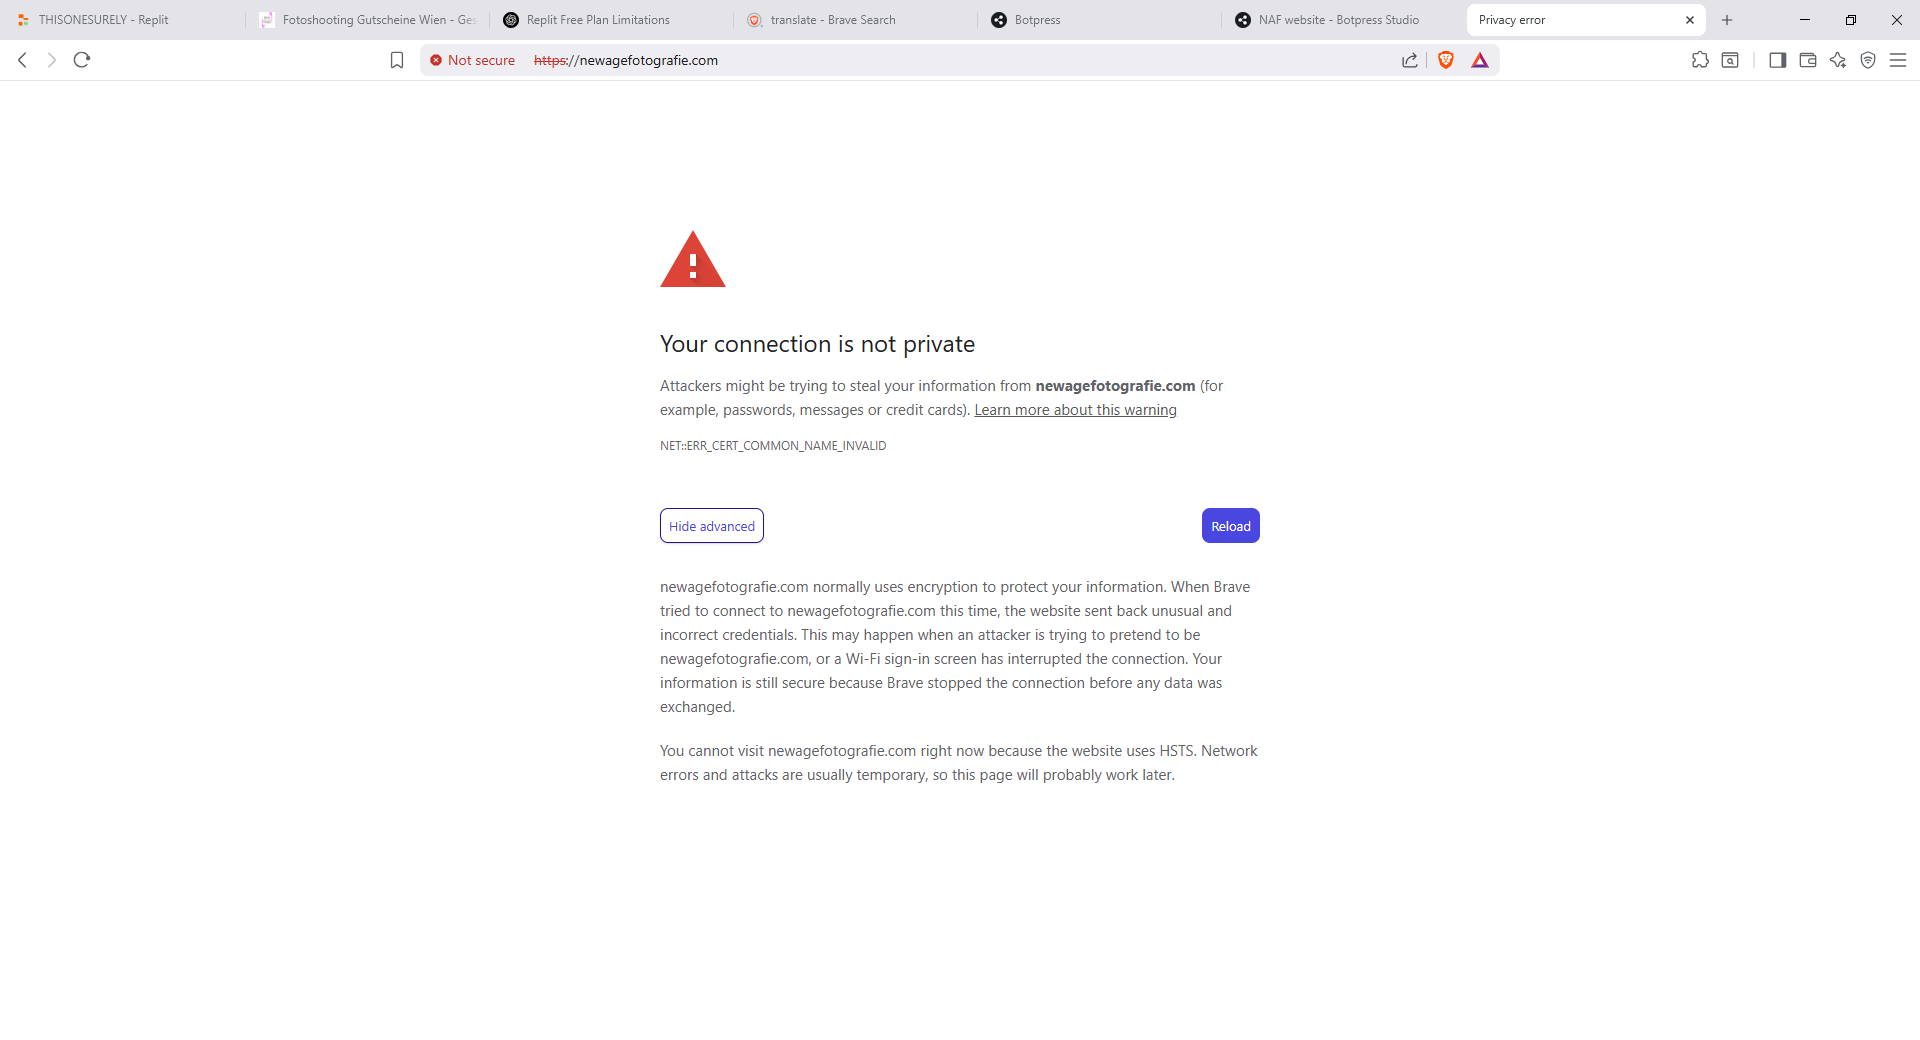 THISONESURELY - Replit
Fotoshooting Gutscheine Wien - Ges
Replit Free Plan Limitations
translate - Brave Search
Botpress
NAF website - Botpress Studio
Privacy error
Not secure https://newagefotografie.com
Your connection is not private
Attackers might be trying to steal your information from newagefotografie.com (for
example, passwords, messages or credit cards). Learn more about this warning
NET::ERR_CERT_COMMON_NAME_INVALID
Hide advanced
Reload
newagefotografie.com normally uses encryption to protect your information. When Brave
tried to connect to newagefotografie.com this time, the website sent back unusual and
incorrect credentials. This may happen when an attacker is trying to pretend to be
newagefotografie.com, or a Wi-Fi sign-in screen has interrupted the connection. Your
information is still secure because Brave stopped the connection before any data was
exchanged.
You cannot visit newagefotografie.com right now because the website uses HSTS. Network
errors and attacks are usually temporary, so this page will probably work later.